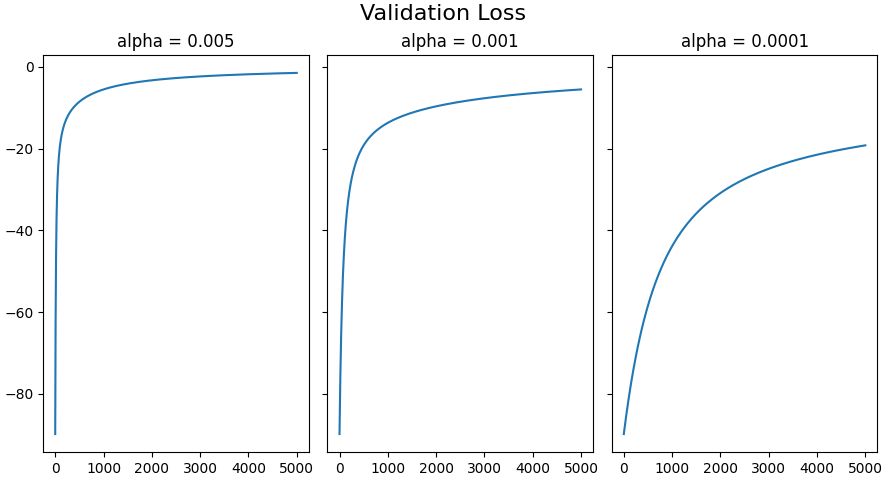 Validation Loss
alpha = 0.005
alpha = 0.001
alpha = 0.0001
0
−20
−40
−60
−80
0 1000 2000 3000 4000 5000
0 1000 2000 3000 4000 5000
0 1000 2000 3000 4000 5000